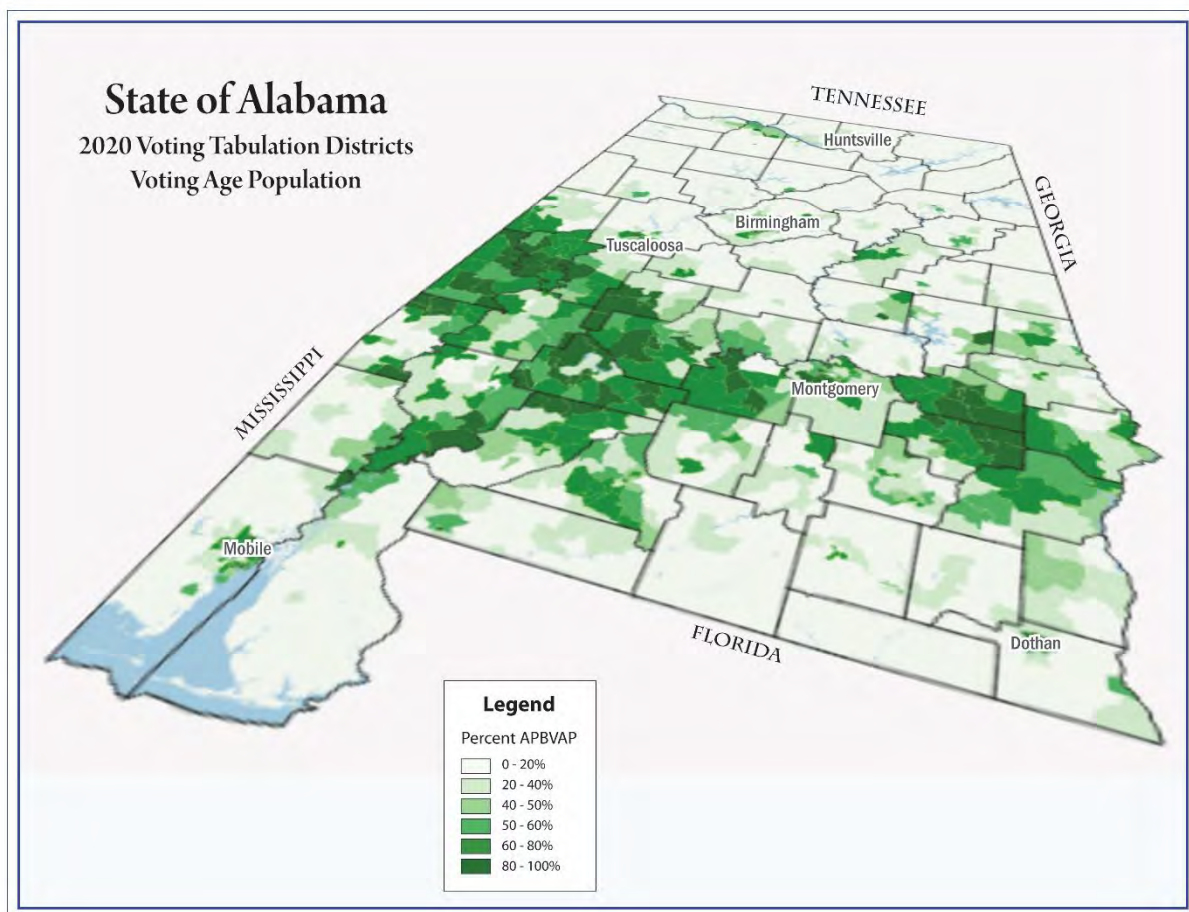 State of Alabama
2020 Voting Tabulation Districts
Voting Age Population
TENNESSEE
Huntsville
GEORGIA
Birmingham
Tuscaloosa
MISSISSIPPI
Montgomery
Mobile
FLORIDA
Dothan
Legend
Percent APBVAP
0 - 20%
20 - 40%
40 - 50%
50 - 60%
60 - 80%
80 - 100%